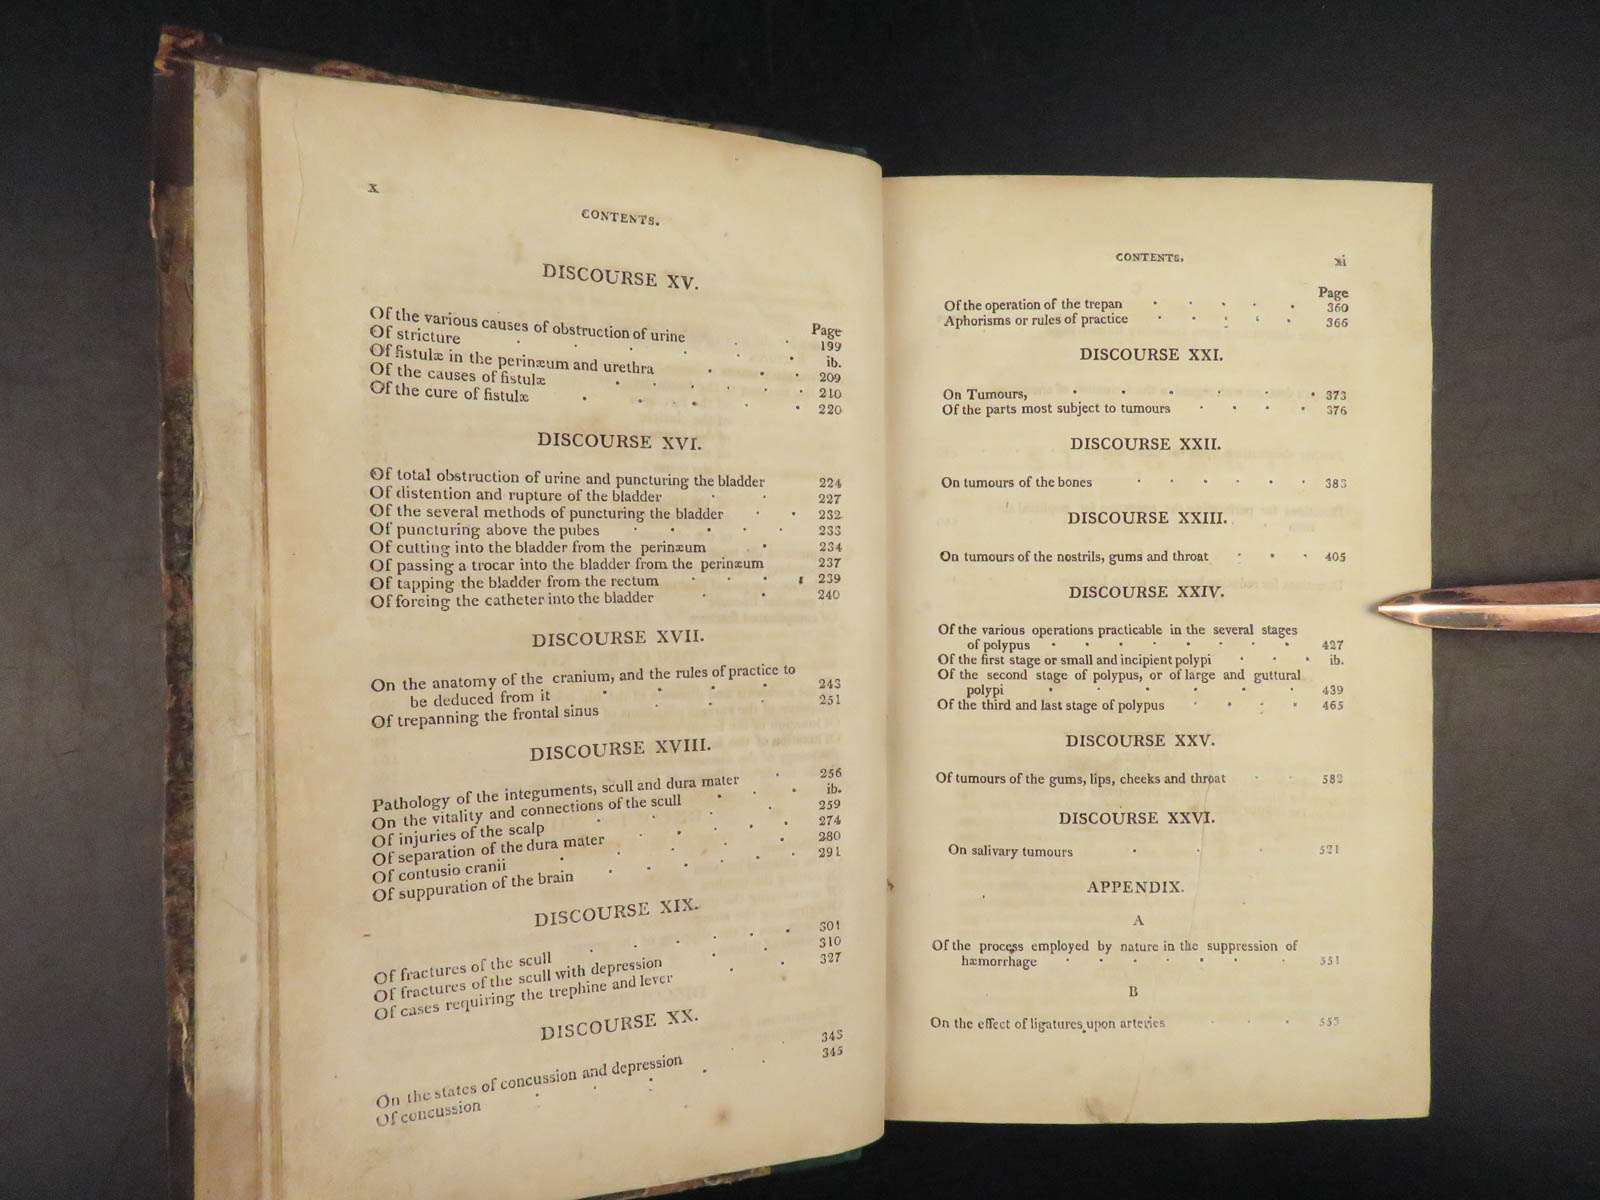 x
CONTENTS.
DISCOURSE XV.
Page
Of the various causes of obstruction of urine 199
Of stricture ib.
Of fistulæ in the perinæum and urethra 209
Of the causes of fistulæ 210
Of the cure of fistulæ 220
DISCOURSE XVI.
Of total obstruction of urine and puncturing the bladder 224
Of distention and rupture of the bladder 227
Of the several methods of puncturing the bladder 232
Of puncturing above the pubes 233
Of cutting into the bladder from the perinæum 234
Of passing a trocar into the bladder from the perinæum 237
Of tapping the bladder from the rectum 239
Of forcing the catheter into the bladder 240
DISCOURSE XVII.
On the anatomy of the cranium, and the rules of practice to
be deduced from it 243
Of trepanning the frontal sinus 251
DISCOURSE XVIII.
Pathology of the integuments, scull and dura mater 256
On the vitality and connections of the scull ib.
Of injuries of the scalp 259
Of separation of the dura mater 274
Of contusio cranii 280
Of suppuration of the brain 291
DISCOURSE XIX.
Of fractures of the scull 301
Of fractures of the scull with depression 310
Of cases requiring the trephine and lever 327
DISCOURSE XX.
On the states of concussion and depression 343
Of concussion 345
CONTENTS. xi
Page
Of the operation of the trepan 360
Aphorisms or rules of practice 366
DISCOURSE XXI.
On Tumours, 373
Of the parts most subject to tumours 376
DISCOURSE XXII.
On tumours of the bones 383
DISCOURSE XXIII.
On tumours of the nostrils, gums and throat 405
DISCOURSE XXIV.
Of the various operations practicable in the several stages
of polypus 427
Of the first stage or small and incipient polypi ib.
Of the second stage of polypus, or of large and guttural
polypi 439
Of the third and last stage of polypus 465
DISCOURSE XXV.
Of tumours of the gums, lips, cheeks and throat 582
DISCOURSE XXVI.
On salivary tumours 521
APPENDIX.
A
Of the process employed by nature in the suppression of
hæmorrhage 551
B
On the effect of ligatures upon arteries